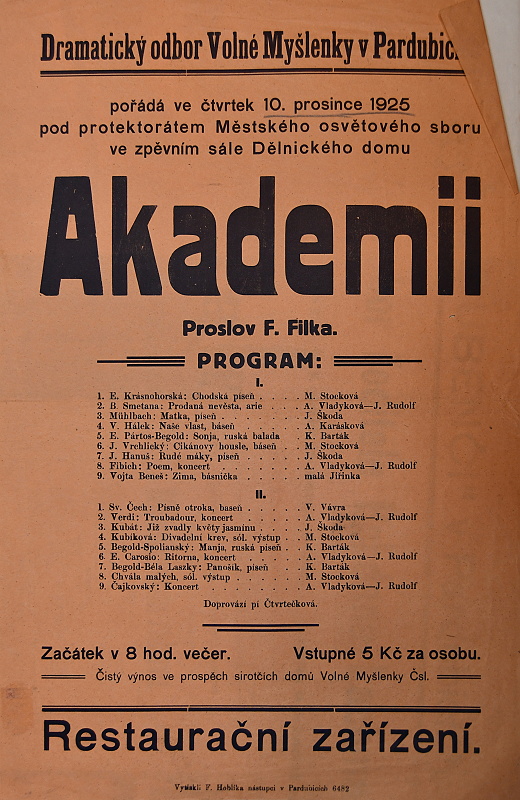 Dramatický odbor Volné Myšlenky v Pardubic
pořádá ve čtvrtek 10. prosince 1925
pod protektorátem Městského osvětového sboru
ve zpěvním sále Dělnického domu
Akademii
Proslov F. Filka.
PROGRAM:
I.
1. E. Krásnohorská: Chodská píseň . . . . M. Stocková
2. B. Smetana: Prodaná nevěsta, arie . . . . A. Vladyková—J. Rudolf
3. Mühlbach: Matka, píseň . . . . . . . . J. Škoda
4. V. Hálek: Naše vlast, báseň . . . . . . A. Karásková
5. E. Pártos-Begold: Sonja, ruská balada . K. Barták
6. J. Vrchlický: Cikánovy housle, báseň . . M. Stocková
7. J. Hanuš: Rudé máky, píseň . . . . . . J. Škoda
8. Fibich: Poem, koncert . . . . . . . . A. Vladyková—J. Rudolf
9. Vojta Beneš: Zima, básnička . . . . . . malá Jiřinka
II.
1. Sv. Čech: Písně otroka, baseň . . . . . V. Vávra
2. Verdi: Troubadour, koncert . . . . . . A. Vladyková—J. Rudolf
3. Kubát: Již zvadly květy jasmínu . . . . J. Škoda
4. Kubíková: Divadelní krev, sól. výstup . . M. Stocková
5. Begold-Spolianský: Manja, ruská píseň . K. Barták
6. E. Carosio: Ritorna, koncert . . . . . . A. Vladyková—J. Rudolf
7. Begold-Béla Laszky: Panošík, píseň . . K. Barták
8. Chvála malých, sól. výstup . . . . . . M. Stocková
9. Čajkovský: Koncert . . . . . . . . . A. Vladyková—J. Rudolf
Doprovází pí Čtvrtečková.
Začátek v 8 hod. večer. Vstupné 5 Kč za osobu.
Čistý výnos ve prospěch sirotčích domů Volné Myšlenky Čsl.
Restaurační zařízení.
Vytiskli F. Hoblíka nástupci v Pardubicích 6482